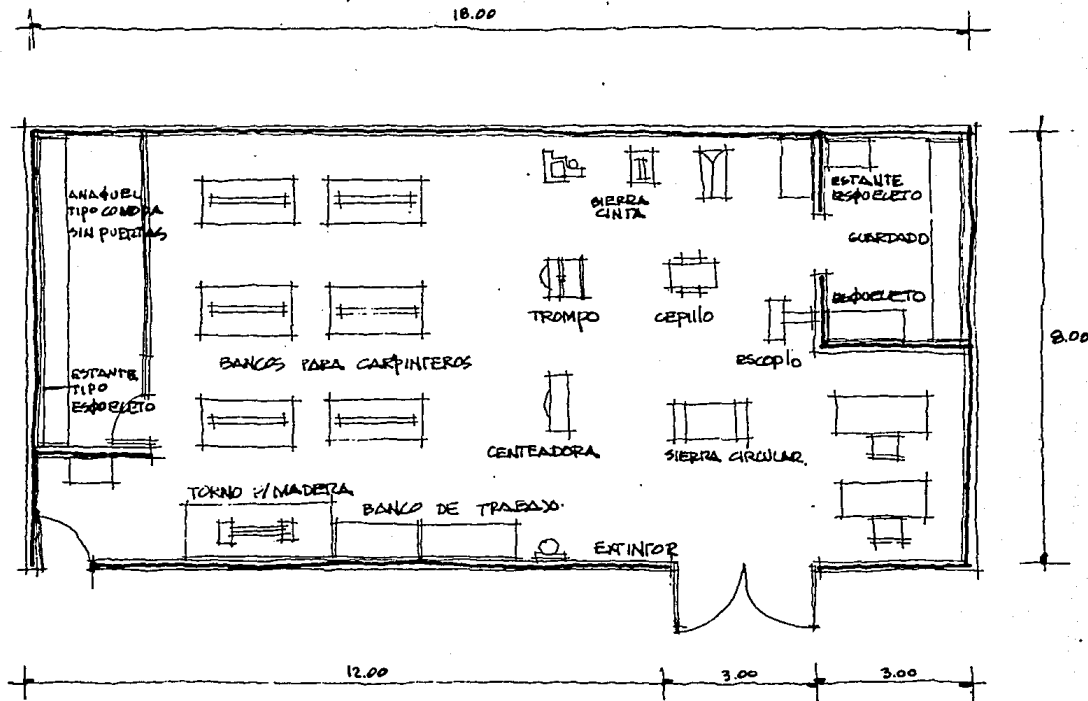 18.00
ANAQUEL
TIPO CONDRA
SIN PUERTAS
SIERRA
CINTA
ESTANTE
ESQUELETO
GUARDADO
ESQUELETO
TROMPO
CEPILLO
ESCOPLO
8.00
BANCOS PARA CARPINTEROS
ESTANTE
TIPO
ESQUELETO
CENTEADORA
SIERRA CIRCULAR.
TORNO P/MADERA
BANCO DE TRABAJO.
EXTINTOR
12.00
3.00
3.00